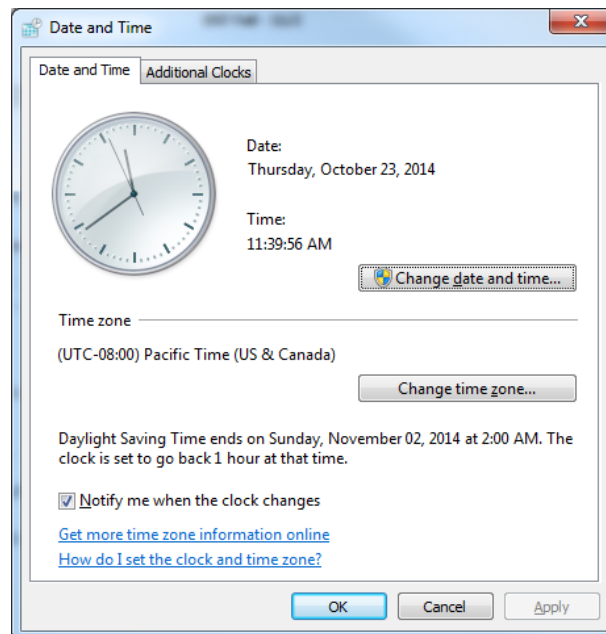 Date and Time
Date and Time
Additional Clocks
Date:
Thursday, October 23, 2014
Time:
11:39:56 AM
Change date and time...
Time zone
(UTC-08:00) Pacific Time (US & Canada)
Change time zone...
Daylight Saving Time ends on Sunday, November 02, 2014 at 2:00 AM. The
clock is set to go back 1 hour at that time.
Notify me when the clock changes
Get more time zone information online
How do I set the clock and time zone?
OK
Cancel
Apply